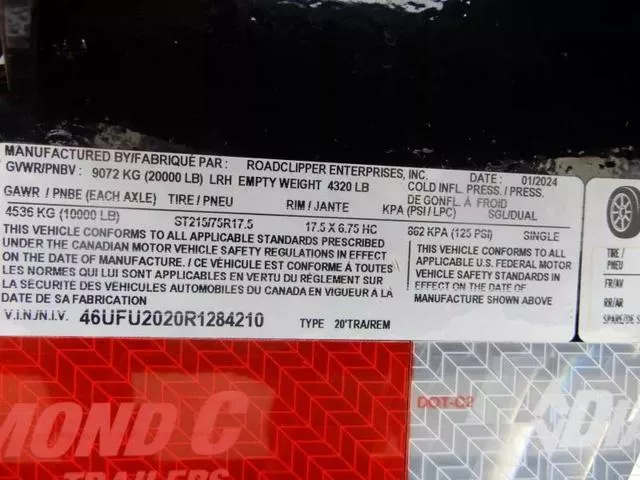 MANUFACTURED BY/FABRIQUÉ PAR : ROADCLIPPER ENTERPRISES, INC. DATE : 01/2024
GVWR/PNBV : 9072 KG (20000 LB) LRH EMPTY WEIGHT 4320 LB COLD INFL. PRESS./PRESS.
DE GONFL. À FROID
GAWR / PNBE (EACH AXLE) TIRE / PNEU RIM / JANTE KPA (PSI / LPC) SGL/DUAL
4536 KG (10000 LB) ST215/75R17.5 17.5 X 6.75 HC 862 KPA (125 PSI) SINGLE
THIS VEHICLE CONFORMS TO ALL APPLICABLE STANDARDS PRESCRIBED
UNDER THE CANADIAN MOTOR VEHICLE SAFETY REGULATIONS IN EFFECT
ON THE DATE OF MANUFACTURE. / CE VÉHICULE EST CONFORME À TOUTES
LES NORMES QUI LUI SONT APPLICABLES EN VERTU DU RÈGLEMENT SUR
LA SÉCURITÉ DES VÉHICULES AUTOMOBILES DU CANADA EN VIGUEUR A LÀ
DATE DE SA FABRICATION
THIS VEHICLE CONFORMS TO ALL
APPLICABLE U.S. FEDERAL MOTOR
VEHICLE SAFETY STANDARDS
IN EFFECT ON THE DATE OF
MANUFACTURE SHOWN ABOVE
V.I.N./N.I.V. 46UFU2020R1284210 TYPE 20'TRA/REM
TIRE /
PNEU
FR/AV
RR/AR
SPARE/DE
MOND C
TRAILERS
DOT-C2
DIA